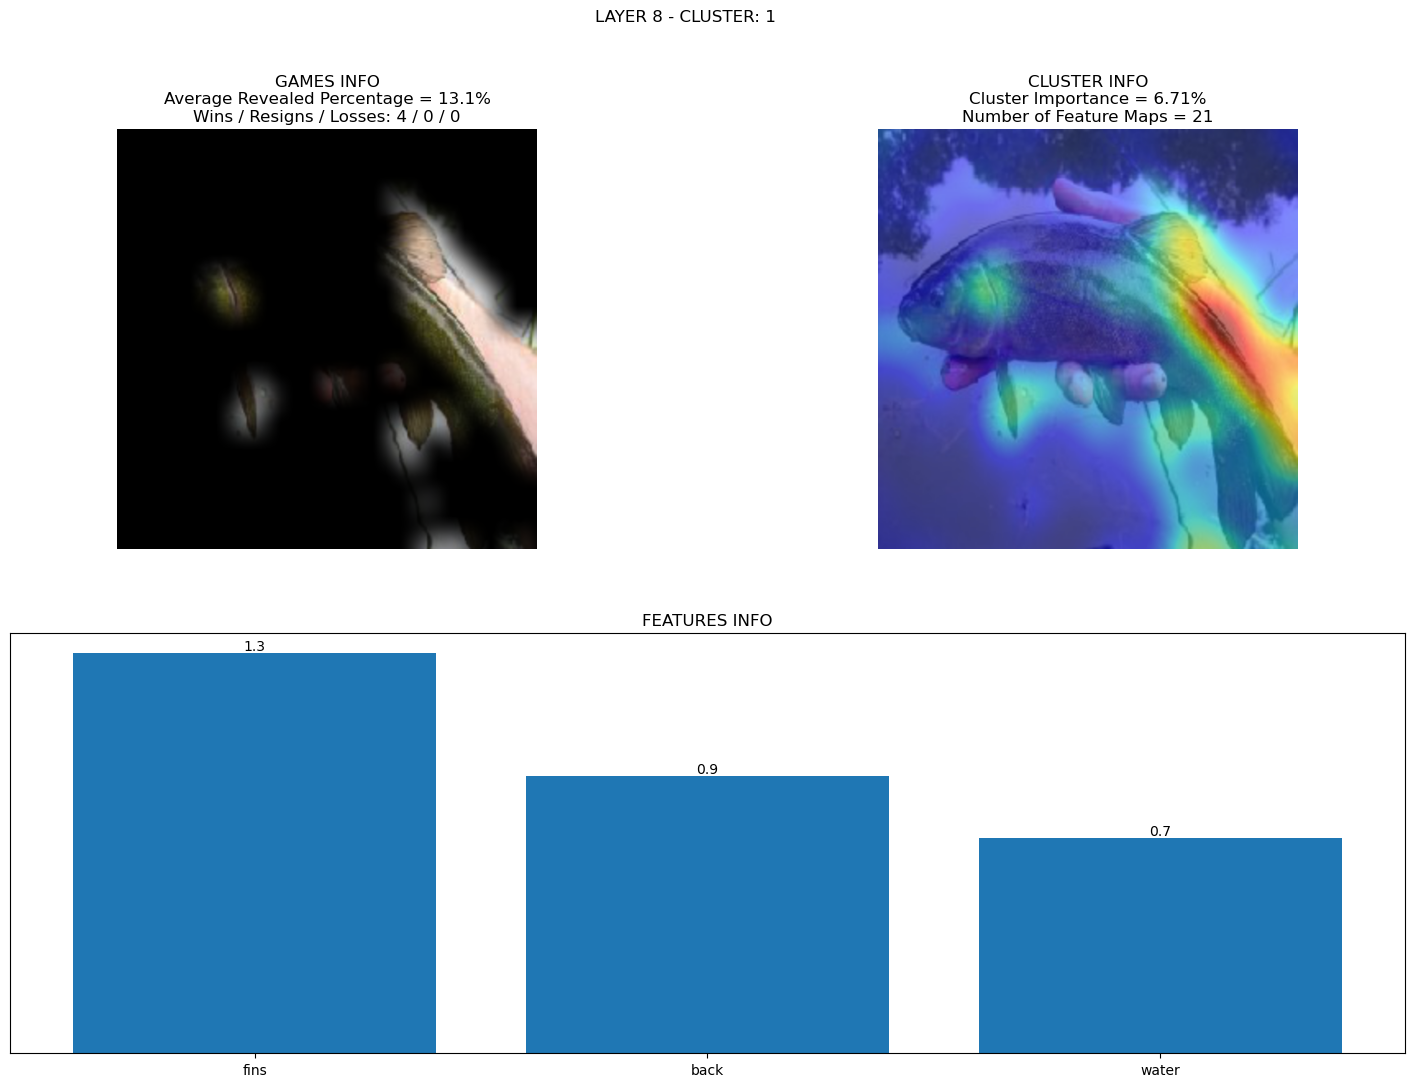 LAYER 8 - CLUSTER: 1
GAMES INFO
Average Revealed Percentage = 13.1%
Wins / Resigns / Losses: 4 / 0 / 0
CLUSTER INFO
Cluster Importance = 6.71%
Number of Feature Maps = 21
FEATURES INFO
1.3
0.9
0.7
fins
back
water